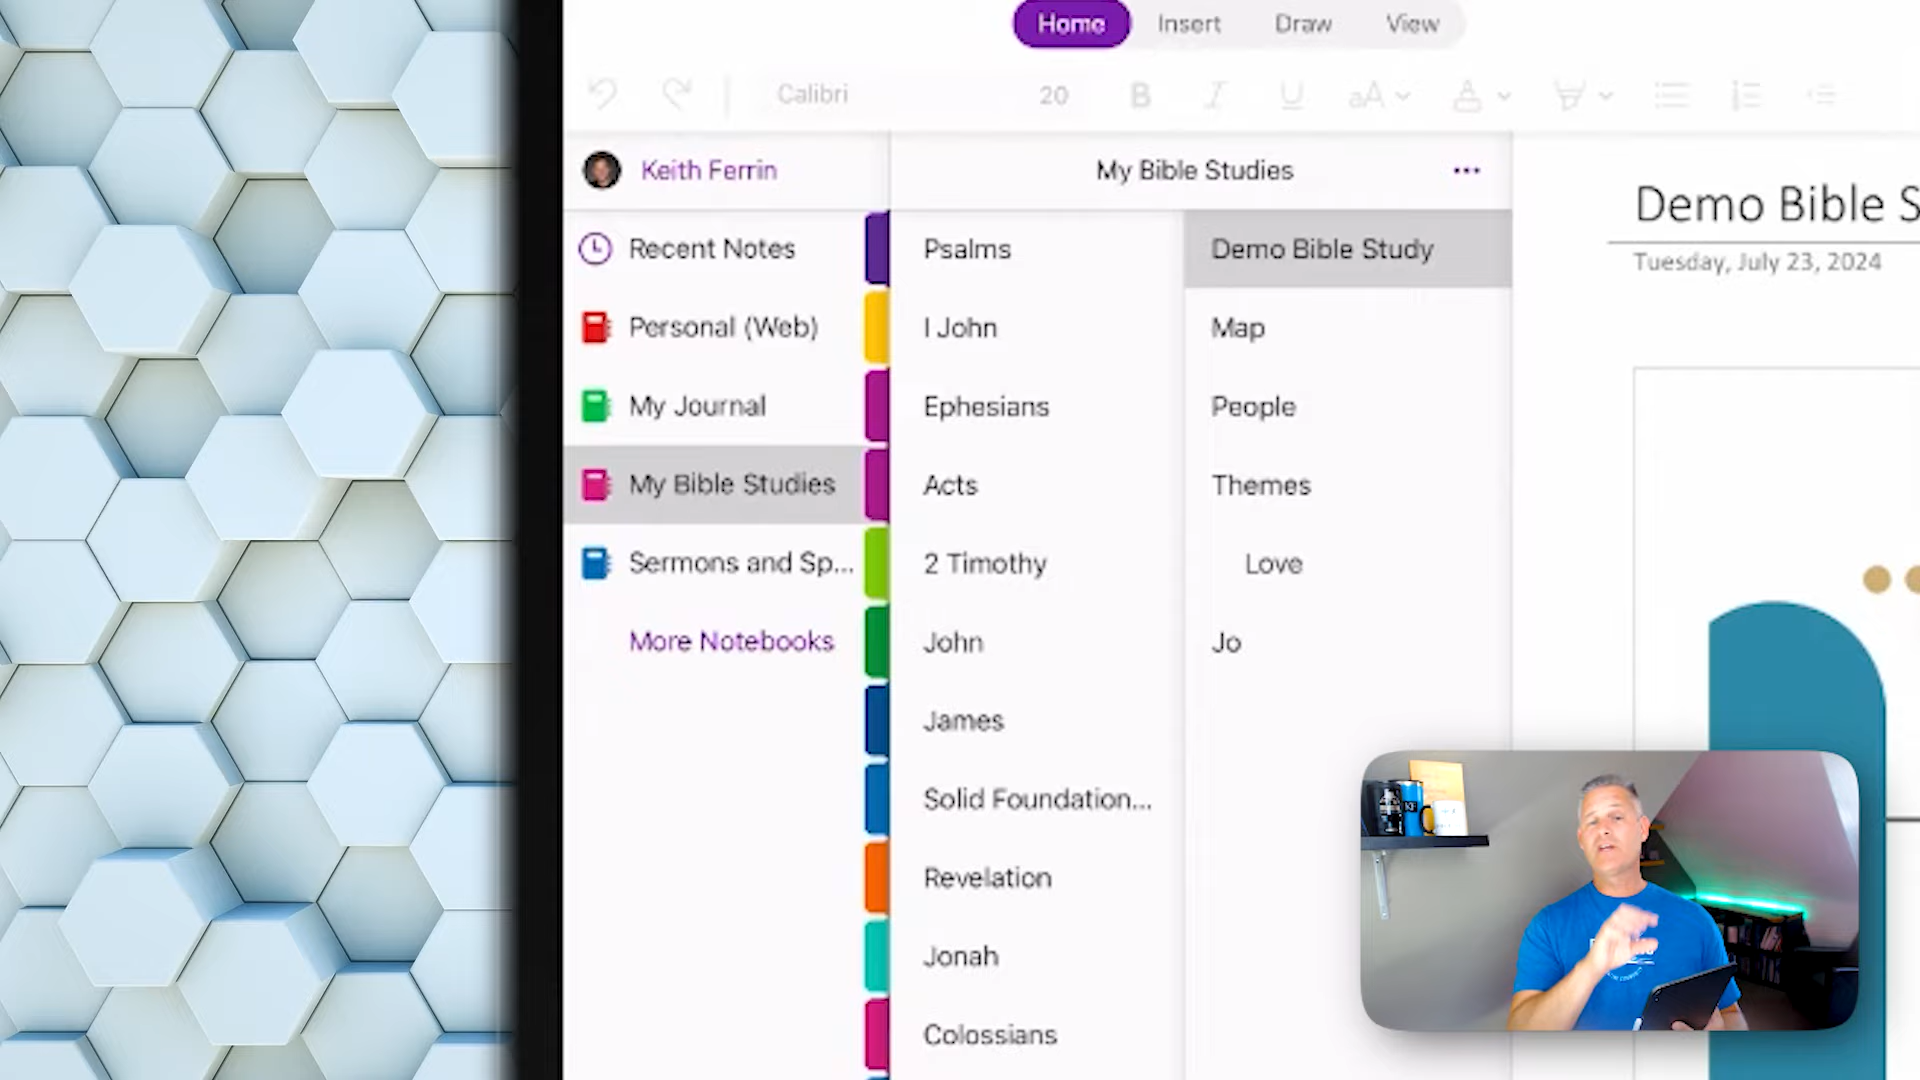 Home Insert Draw View
Calibri 20 B I U aA A
Keith Ferrin
Recent Notes
Personal (Web)
My Journal
My Bible Studies
Sermons and Sp...
More Notebooks
My Bible Studies ...
Psalms
I John
Ephesians
Acts
2 Timothy
John
James
Solid Foundation...
Revelation
Jonah
Colossians
Demo Bible Study
Map
People
Themes
Love
Jo
Demo Bible S
Tuesday, July 23, 2024